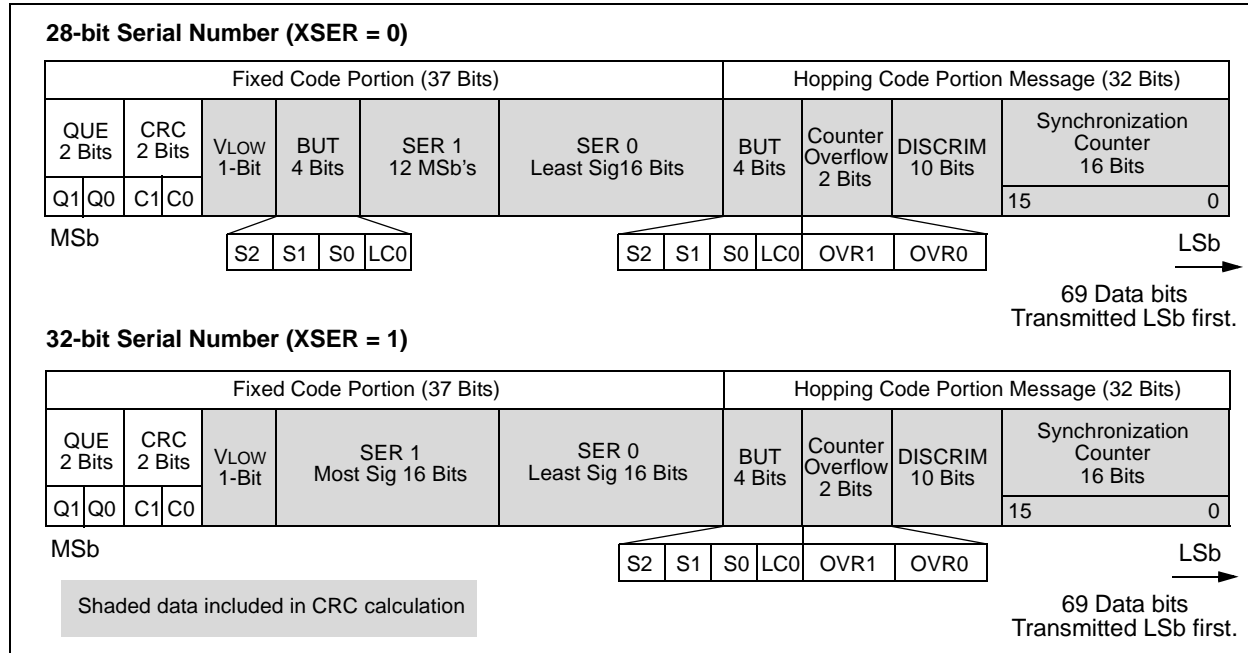 28-bit Serial Number (XSER = 0)
Fixed Code Portion (37 Bits)
Hopping Code Portion Message (32 Bits)
QUE
2 Bits
CRC
2 Bits
VLOW
1-Bit
BUT
4 Bits
SER 1
12 MSb's
SER 0
Least Sig16 Bits
BUT
4 Bits
Counter
Overflow
2 Bits
DISCRIM
10 Bits
Synchronization
Counter
16 Bits
Q1 Q0 C1 C0
15 0
MSb
S2 S1 S0 LC0
S2 S1 S0 LC0 OVR1 OVR0
LSb
69 Data bits
Transmitted LSb first.
32-bit Serial Number (XSER = 1)
Fixed Code Portion (37 Bits)
Hopping Code Portion Message (32 Bits)
QUE
2 Bits
CRC
2 Bits
VLOW
1-Bit
SER 1
Most Sig 16 Bits
SER 0
Least Sig 16 Bits
BUT
4 Bits
Counter
Overflow
2 Bits
DISCRIM
10 Bits
Synchronization
Counter
16 Bits
Q1 Q0 C1 C0
15 0
MSb
S2 S1 S0 LC0 OVR1 OVR0
LSb
Shaded data included in CRC calculation
69 Data bits
Transmitted LSb first.